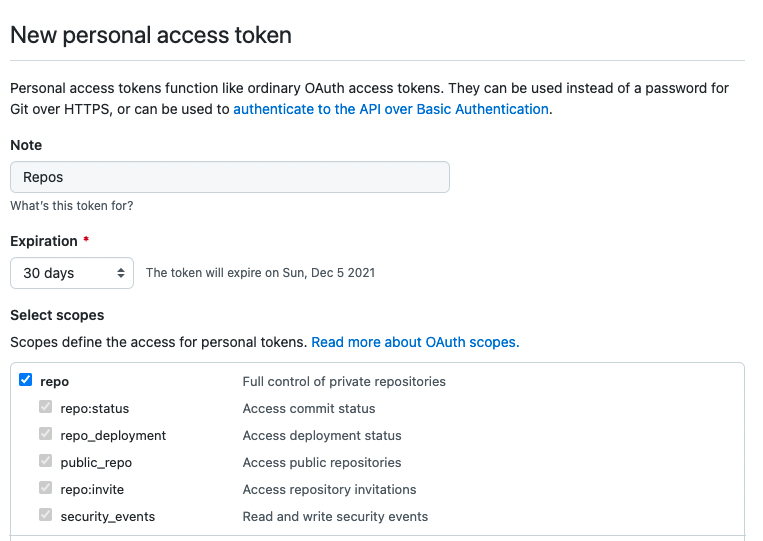 New personal access token
Personal access tokens function like ordinary OAuth access tokens. They can be used instead of a password for
Git over HTTPS, or can be used to authenticate to the API over Basic Authentication.
Note
Repos
What's this token for?
Expiration *
30 days The token will expire on Sun, Dec 5 2021
Select scopes
Scopes define the access for personal tokens. Read more about OAuth scopes.
repo Full control of private repositories
repo:status Access commit status
repo_deployment Access deployment status
public_repo Access public repositories
repo:invite Access repository invitations
security_events Read and write security events